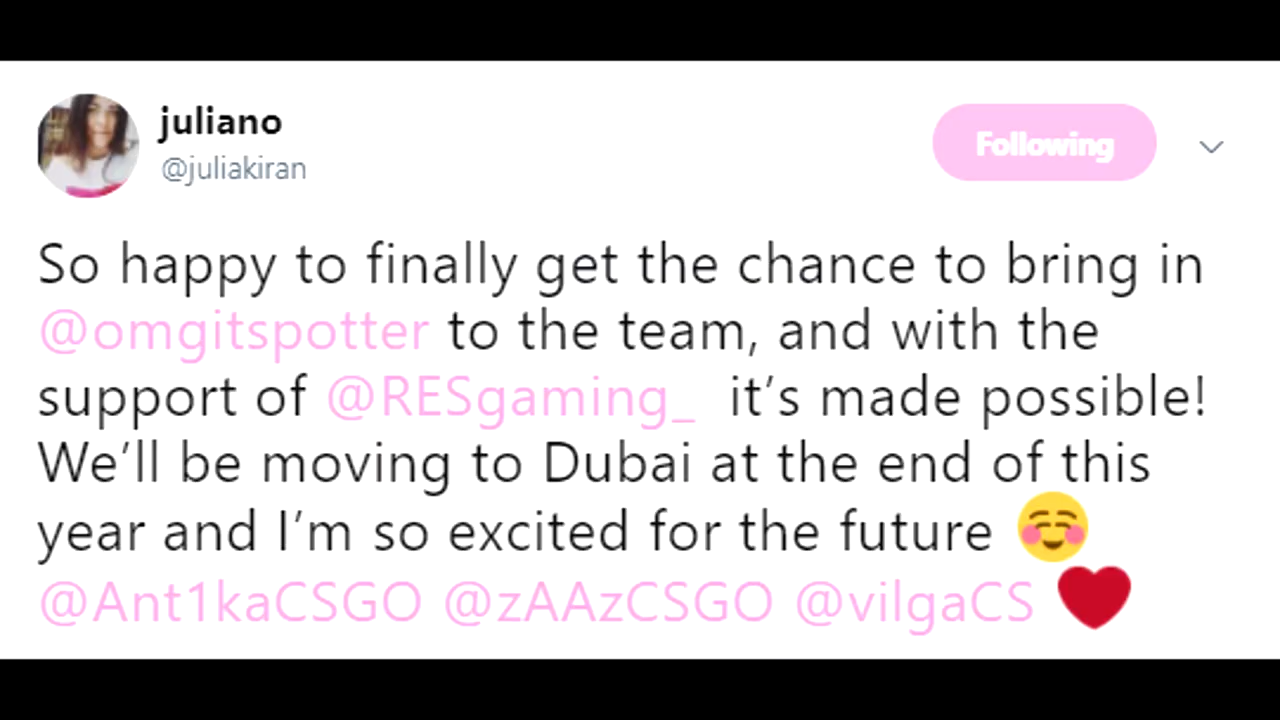 juliano
@juliakiran
Following
So happy to finally get the chance to bring in
@omgitspotter to the team, and with the
support of @RESgaming_ it’s made possible!
We’ll be moving to Dubai at the end of this
year and I’m so excited for the future ☺️
@Ant1kaCSGO @zAAzCSGO @vilgaCS ❤️